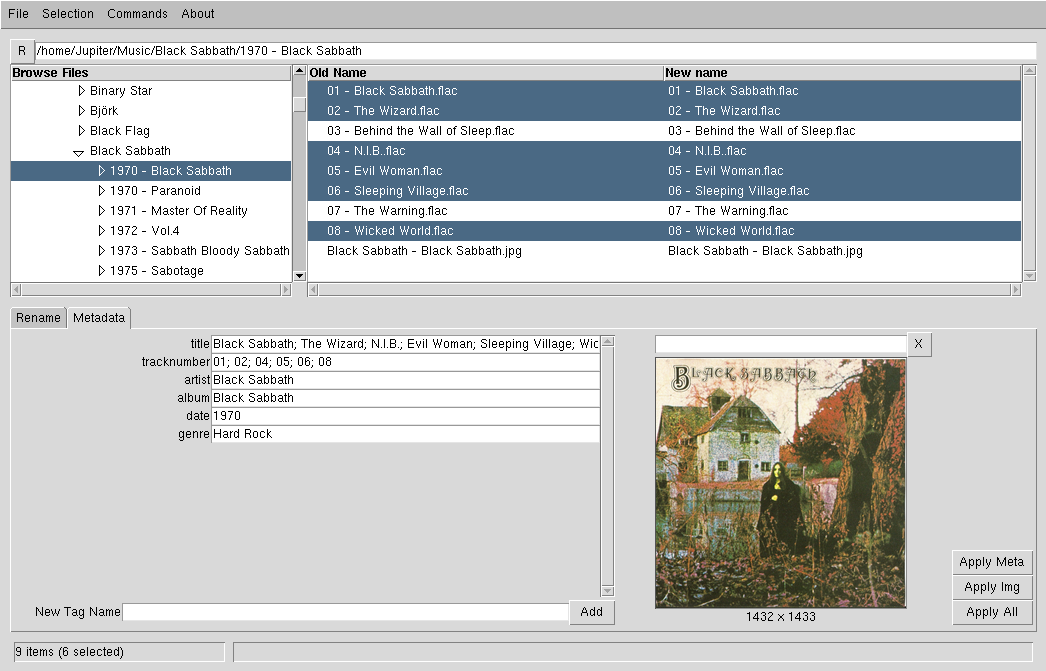 File Selection Commands About
R /home/Jupiter/Music/Black Sabbath/1970 - Black Sabbath
Browse Files
Binary Star
Björk
Black Flag
Black Sabbath
1970 - Black Sabbath
1970 - Paranoid
1971 - Master Of Reality
1972 - Vol.4
1973 - Sabbath Bloody Sabbath
1975 - Sabotage
Old Name New name
01 - Black Sabbath.flac 01 - Black Sabbath.flac
02 - The Wizard.flac 02 - The Wizard.flac
03 - Behind the Wall of Sleep.flac 03 - Behind the Wall of Sleep.flac
04 - N.I.B..flac 04 - N.I.B..flac
05 - Evil Woman.flac 05 - Evil Woman.flac
06 - Sleeping Village.flac 06 - Sleeping Village.flac
07 - The Warning.flac 07 - The Warning.flac
08 - Wicked World.flac 08 - Wicked World.flac
Black Sabbath - Black Sabbath.jpg Black Sabbath - Black Sabbath.jpg
Rename Metadata
title Black Sabbath; The Wizard; N.I.B.; Evil Woman; Sleeping Village; Wic
tracknumber 01; 02; 04; 05; 06; 08
artist Black Sabbath
album Black Sabbath
date 1970
genre Hard Rock
New Tag Name Add
X
BLACK SABBATH
1432 x 1433
Apply Meta
Apply Img
Apply All
9 items (6 selected)